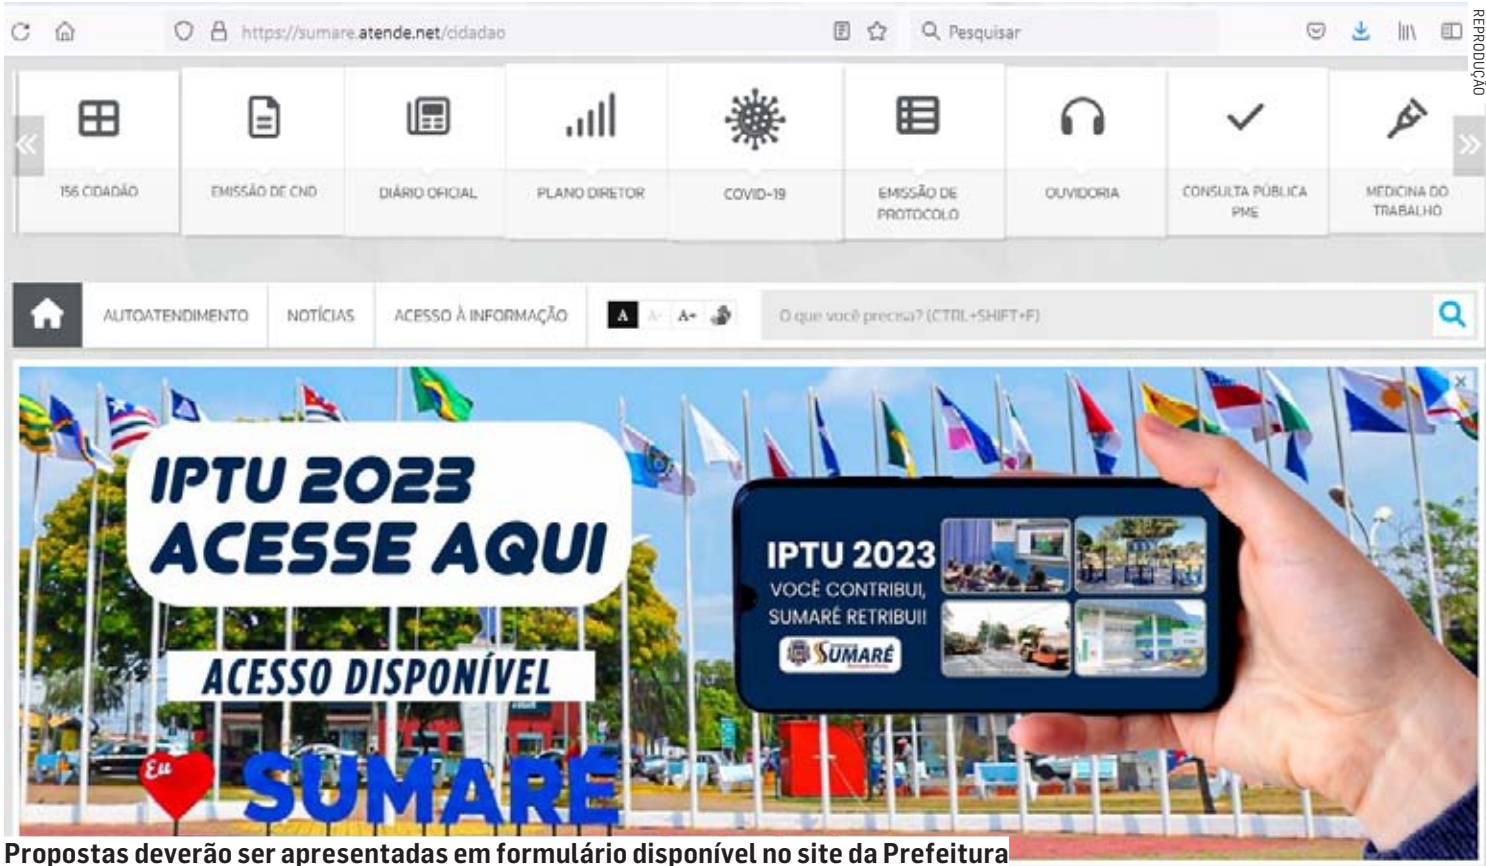 REPRODUÇÃO
https://sumare.atende.net/cidadao
Pesquisar
156 CIDADÃO
EMISSÃO DE CND
DIÁRIO OFICIAL
PLANO DIRETOR
COVID-19
EMISSÃO DE
PROTOCOLO
OUVIDORIA
CONSULTA PÚBLICA
PME
MEDICINA DO
TRABALHO
AUTOATENDIMENTO
NOTÍCIAS
ACESSO À INFORMAÇÃO
A
A-
A+
O que você precisa? (CTRL+SHIFT+F)
IPTU 2023
ACESSE AQUI
ACESSO DISPONÍVEL
IPTU 2023
VOCÊ CONTRIBUI,
SUMARÉ RETRIBUI!
SUMARÉ
Eu
SUMARÉ
Propostas deverão ser apresentadas em formulário disponível no site da Prefeitura